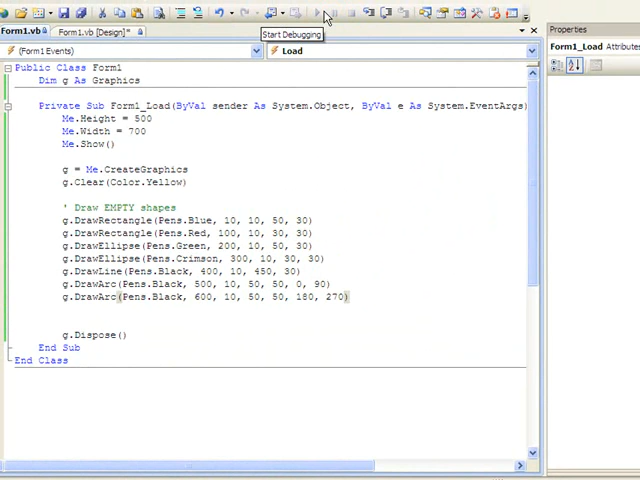 Form1.vb Form1.vb [Design]*
Start Debugging
Properties
(Form1 Events) Load
Form1_Load Attributes
Public Class Form1
Dim g As Graphics
Private Sub Form1_Load(ByVal sender As System.Object, ByVal e As System.EventArgs)
Me.Height = 500
Me.Width = 700
Me.Show()
g = Me.CreateGraphics
g.Clear(Color.Yellow)
' Draw EMPTY shapes
g.DrawRectangle(Pens.Blue, 10, 10, 50, 30)
g.DrawRectangle(Pens.Red, 100, 10, 30, 30)
g.DrawEllipse(Pens.Green, 200, 10, 50, 30)
g.DrawEllipse(Pens.Crimson, 300, 10, 30, 30)
g.DrawLine(Pens.Black, 400, 10, 450, 30)
g.DrawArc(Pens.Black, 500, 10, 50, 50, 0, 90)
g.DrawArc(Pens.Black, 600, 10, 50, 50, 180, 270)
g.Dispose()
End Sub
End Class